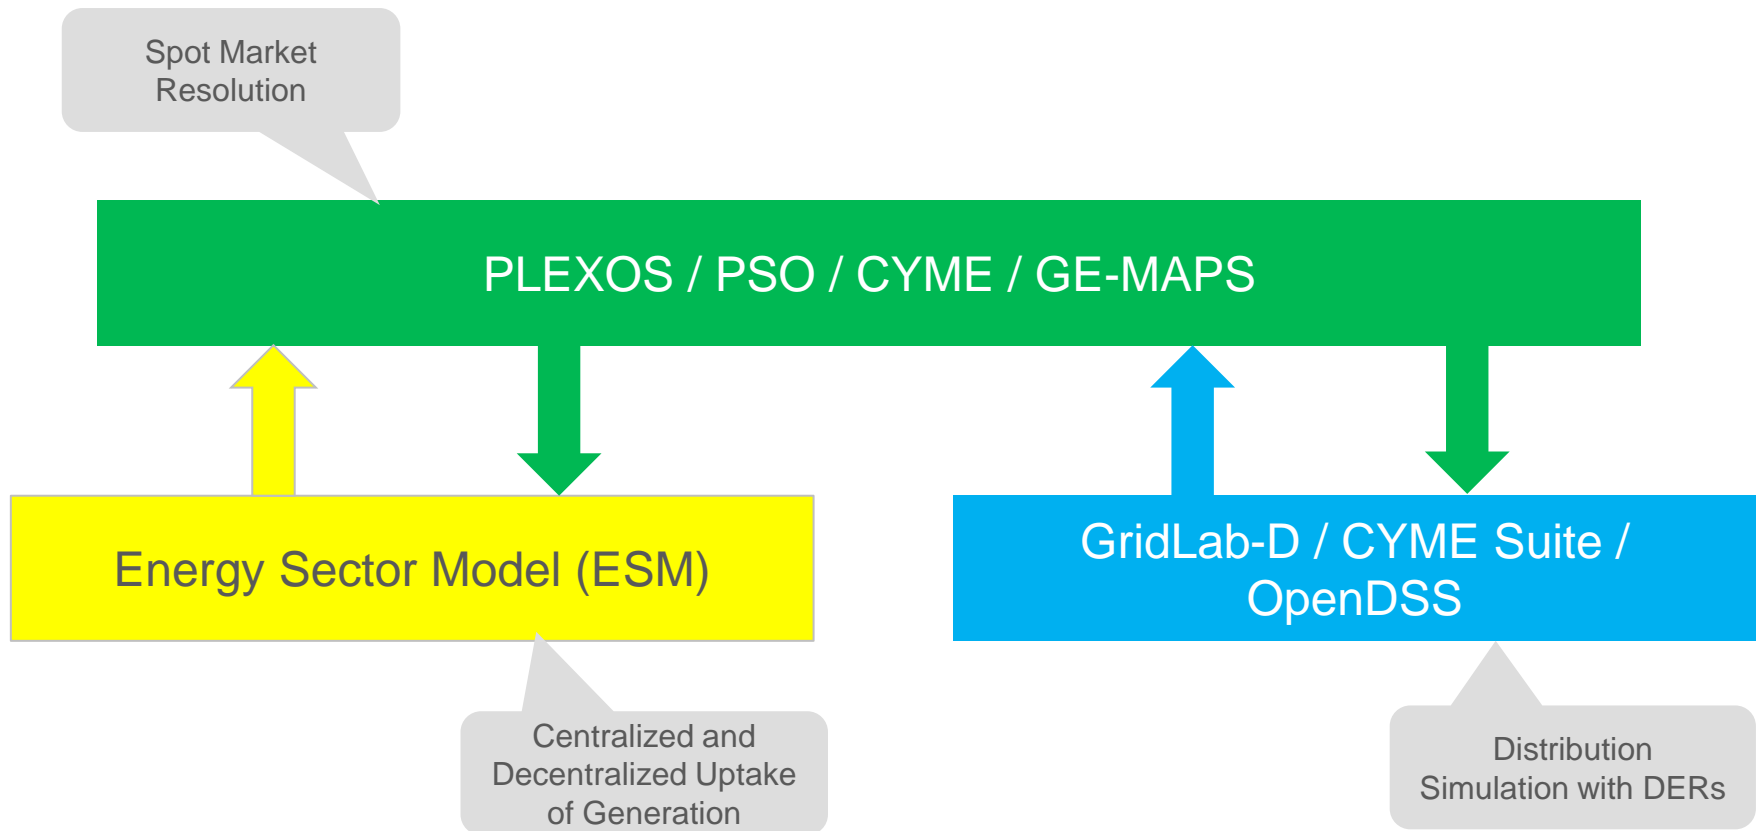 Spot Market
Resolution
PLEXOS / PSO / CYME / GE-MAPS
Energy Sector Model (ESM)
GridLab-D / CYME Suite /
OpenDSS
Centralized and
Decentralized Uptake
of Generation
Distribution
Simulation with DERs